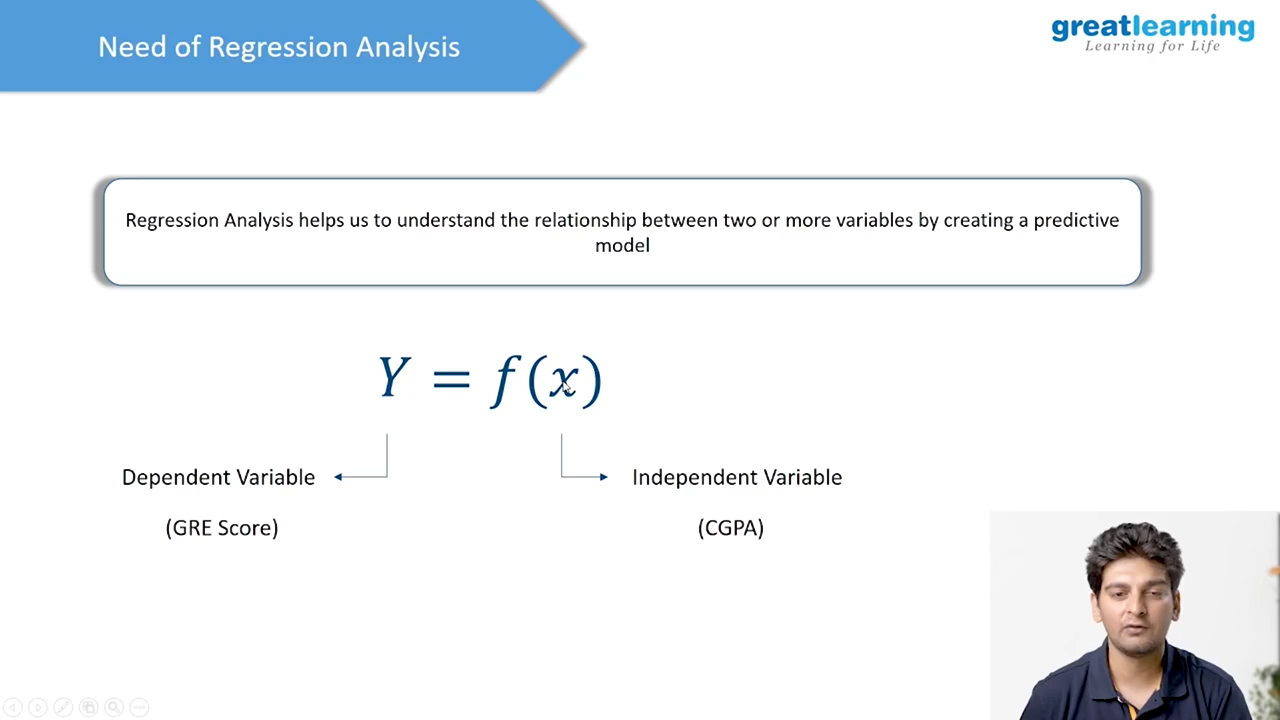 Need of Regression Analysis
greatlearning
Learning for Life
Regression Analysis helps us to understand the relationship between two or more variables by creating a predictive
model
Y = f(x)
Dependent Variable
Independent Variable
(GRE Score)
(CGPA)